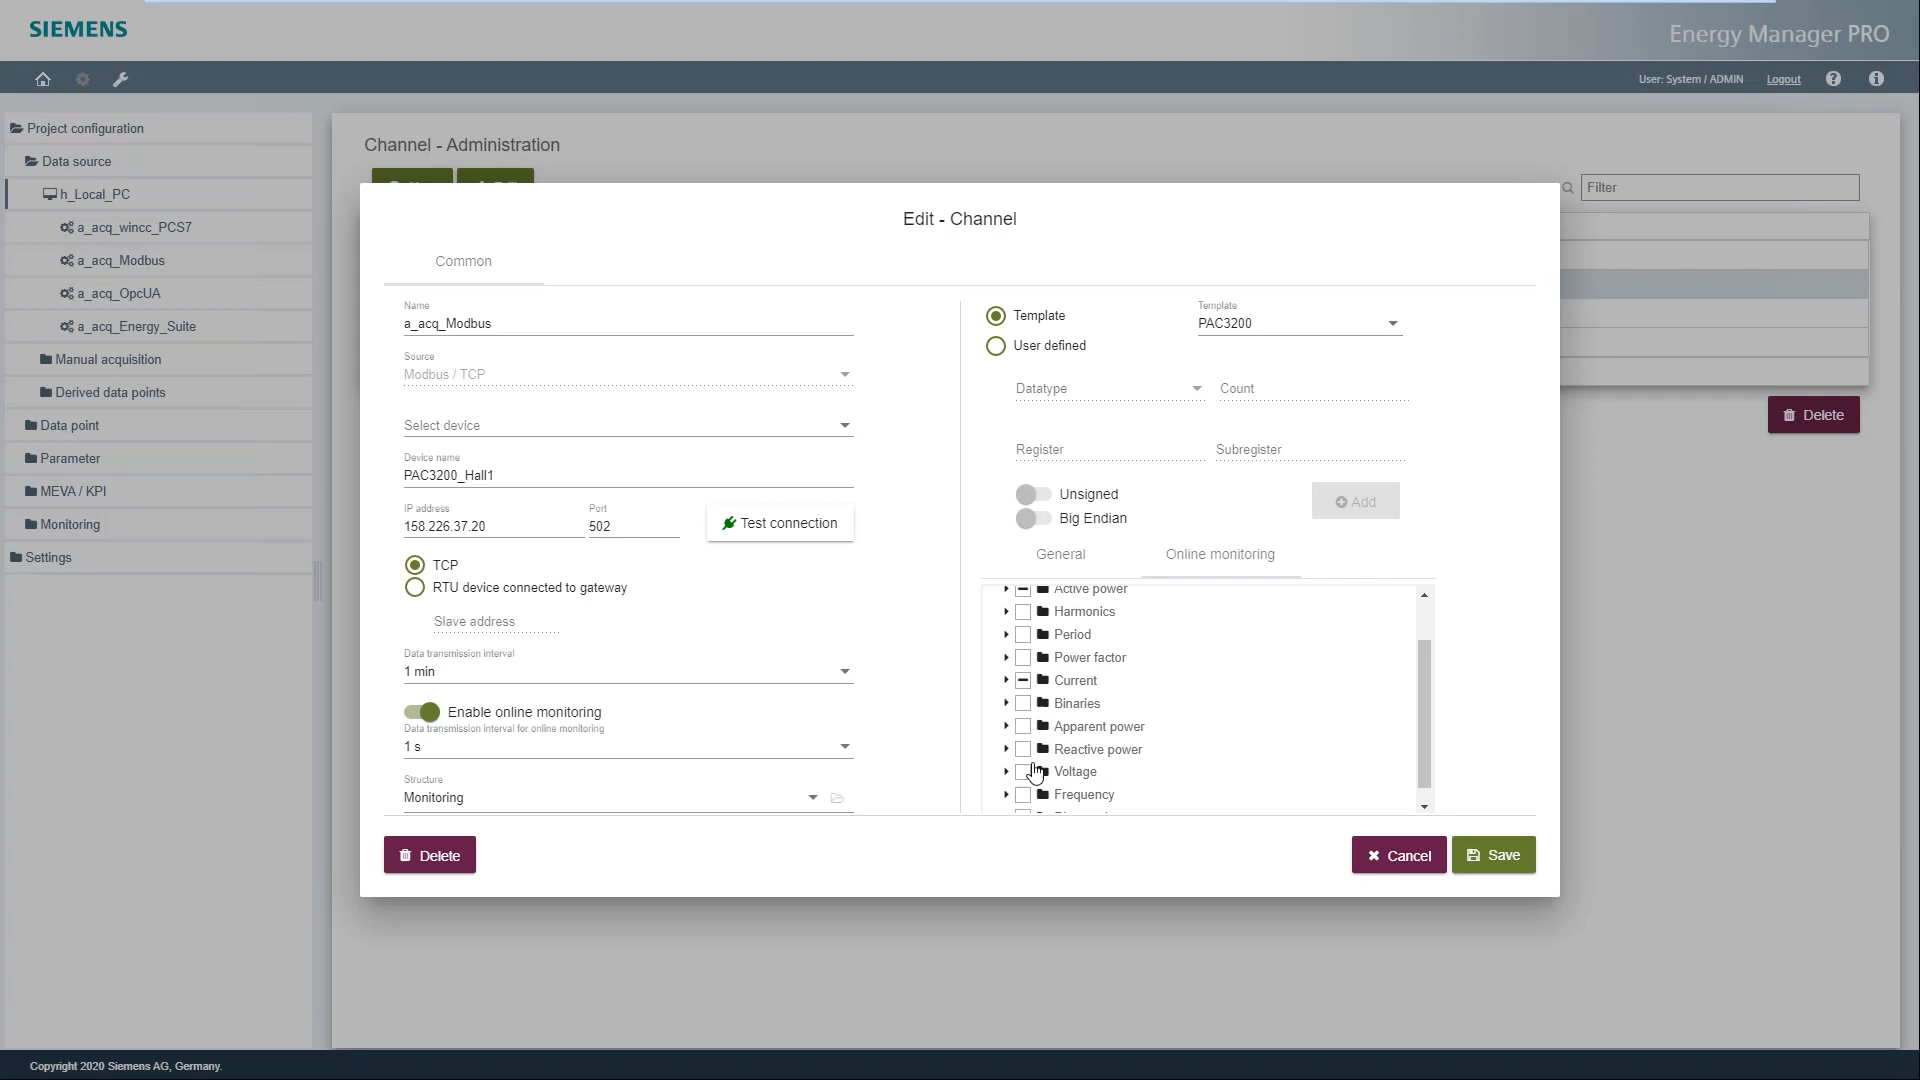 SIEMENS
Energy Manager PRO
User: System / ADMIN
Logout
Project configuration
Data source
h_Local_PC
a_acq_wincc_PCS7
a_acq_Modbus
a_acq_OpcUA
a_acq_Energy_Suite
Manual acquisition
Derived data points
Data point
Parameter
MEVA / KPI
Monitoring
Settings
Channel - Administration
Filter
Delete
Edit - Channel
Common
Name
a_acq_Modbus
Source
Modbus / TCP
Select device
Device name
PAC3200_Hall1
IP address
158.226.37.20
Port
502
Test connection
TCP
RTU device connected to gateway
Slave address
Data transmission interval
1 min
Enable online monitoring
Data transmission interval for online monitoring
1 s
Structure
Monitoring
Template
User defined
Template
PAC3200
Datatype
Count
Register
Subregister
Unsigned
Big Endian
Add
General
Online monitoring
Active power
Harmonics
Period
Power factor
Current
Binaries
Apparent power
Reactive power
Voltage
Frequency
Delete
Cancel
Save
Copyright 2020 Siemens AG, Germany.